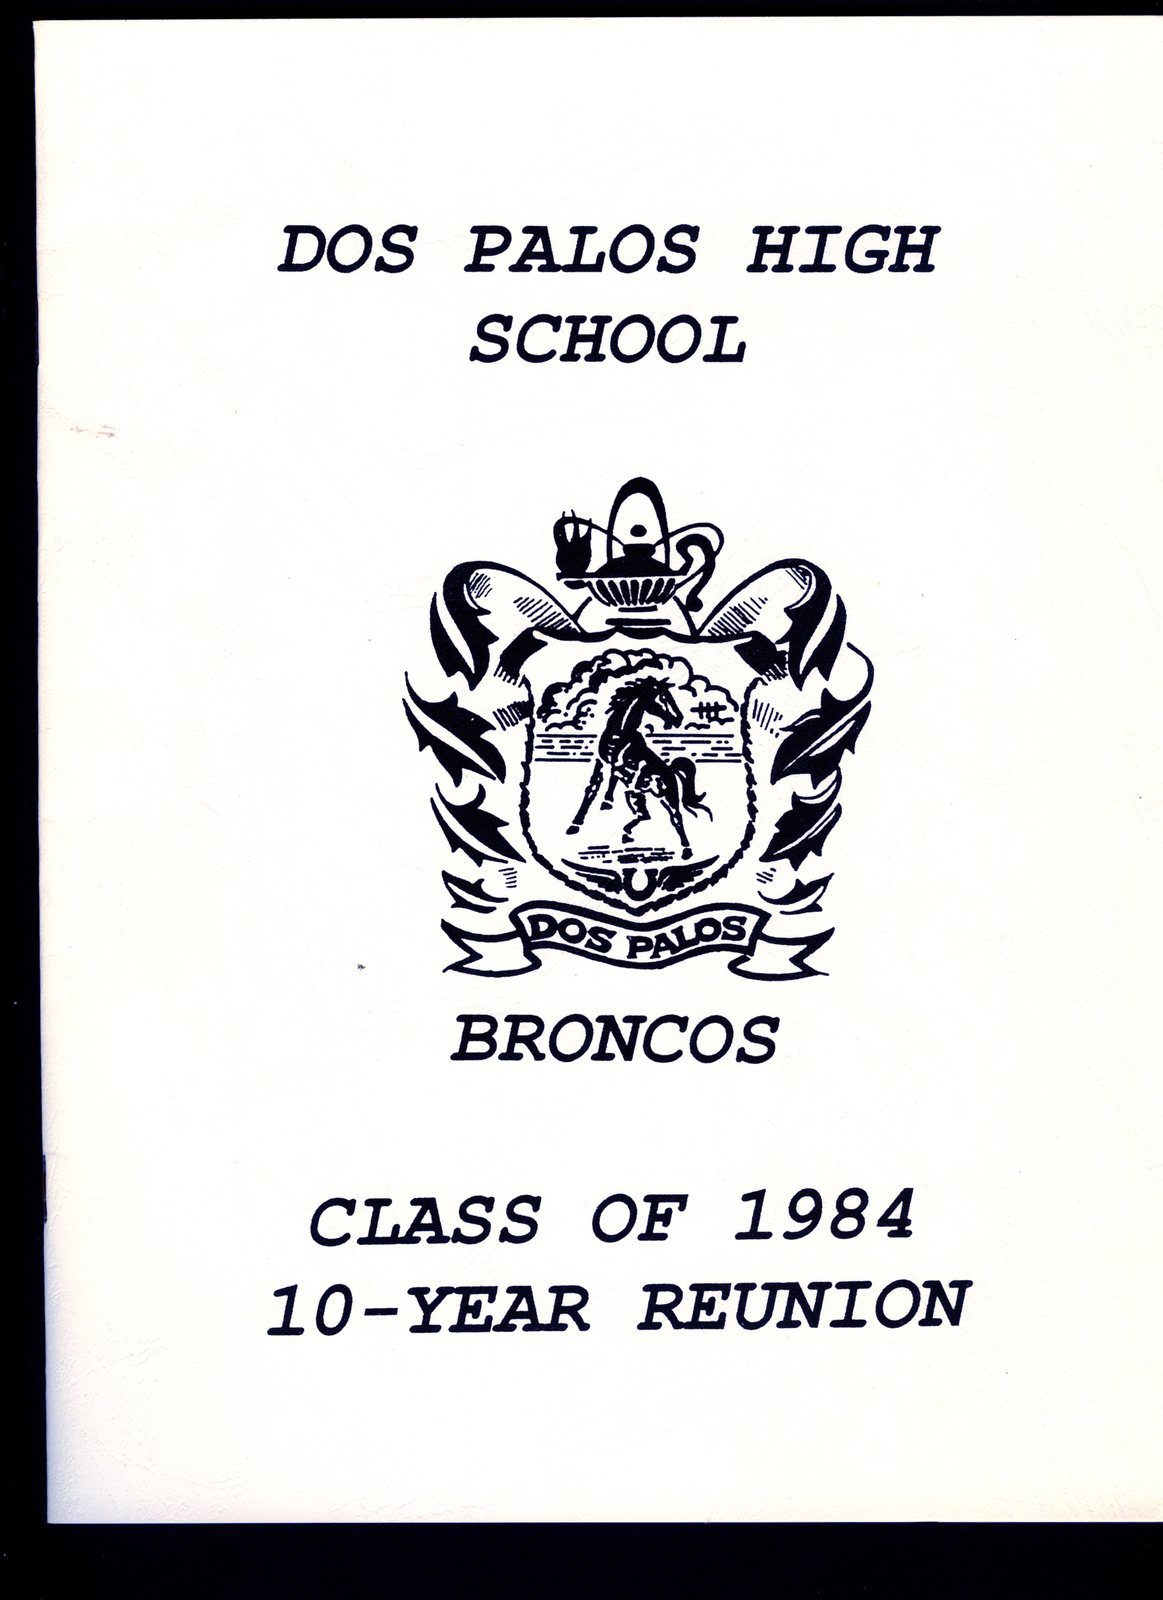 DOS PALOS HIGH
SCHOOL
DOS PALOS
BRONCOS
CLASS OF 1984
10-YEAR REUNION